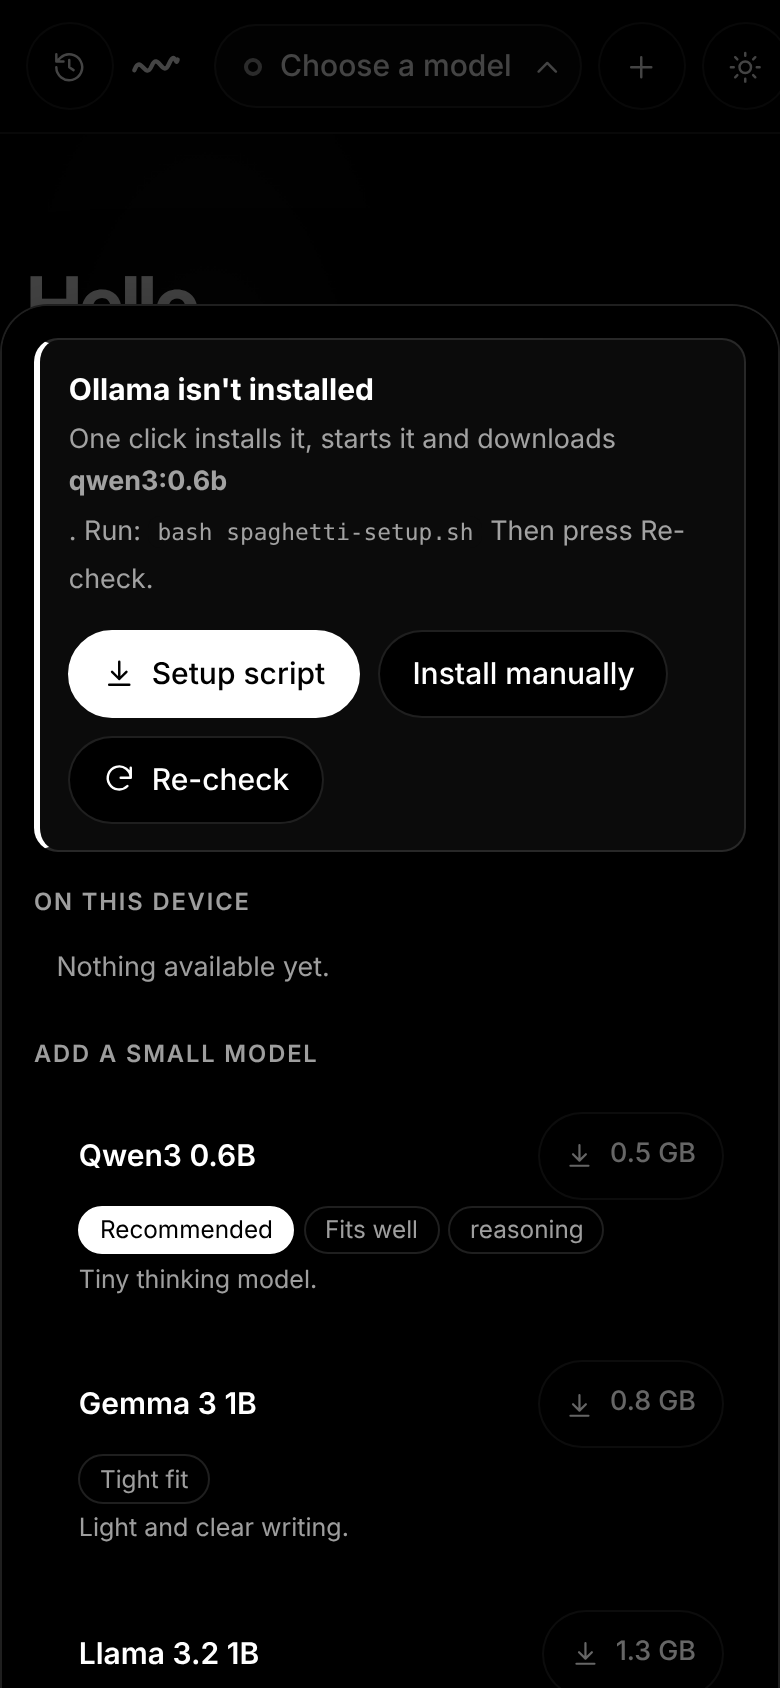 Choose a model
Hello
Ollama isn't installed
One click installs it, starts it and downloads
qwen3:0.6b
. Run: bash spaghetti-setup.sh Then press Re-
check.
Setup script
Install manually
Re-check
ON THIS DEVICE
Nothing available yet.
ADD A SMALL MODEL
Qwen3 0.6B
0.5 GB
Recommended
Fits well
reasoning
Tiny thinking model.
Gemma 3 1B
0.8 GB
Tight fit
Light and clear writing.
Llama 3.2 1B
1.3 GB